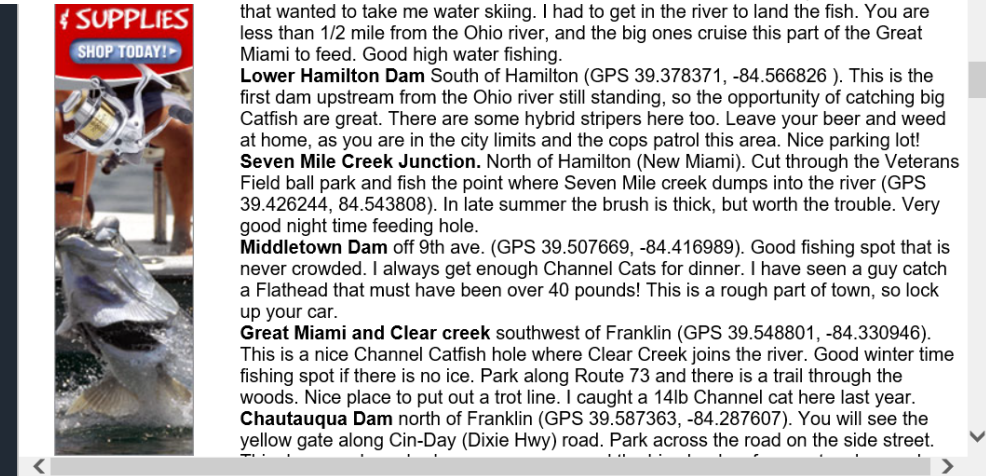 & SUPPLIES
SHOP TODAY!
that wanted to take me water skiing. I had to get in the river to land the fish. You are
less than 1/2 mile from the Ohio river, and the big ones cruise this part of the Great
Miami to feed. Good high water fishing.
Lower Hamilton Dam South of Hamilton (GPS 39.378371, -84.566826 ). This is the
first dam upstream from the Ohio river still standing, so the opportunity of catching big
Catfish are great. There are some hybrid stripers here too. Leave your beer and weed
at home, as you are in the city limits and the cops patrol this area. Nice parking lot!
Seven Mile Creek Junction. North of Hamilton (New Miami). Cut through the Veterans
Field ball park and fish the point where Seven Mile creek dumps into the river (GPS
39.426244, 84.543808). In late summer the brush is thick, but worth the trouble. Very
good night time feeding hole.
Middletown Dam off 9th ave. (GPS 39.507669, -84.416989). Good fishing spot that is
never crowded. I always get enough Channel Cats for dinner. I have seen a guy catch
a Flathead that must have been over 40 pounds! This is a rough part of town, so lock
up your car.
Great Miami and Clear creek southwest of Franklin (GPS 39.548801, -84.330946).
This is a nice Channel Catfish hole where Clear Creek joins the river. Good winter time
fishing spot if there is no ice. Park along Route 73 and there is a trail through the
woods. Nice place to put out a trot line. I caught a 14lb Channel cat here last year.
Chautauqua Dam north of Franklin (GPS 39.587363, -84.287607). You will see the
yellow gate along Cin-Day (Dixie Hwy) road. Park across the road on the side street.